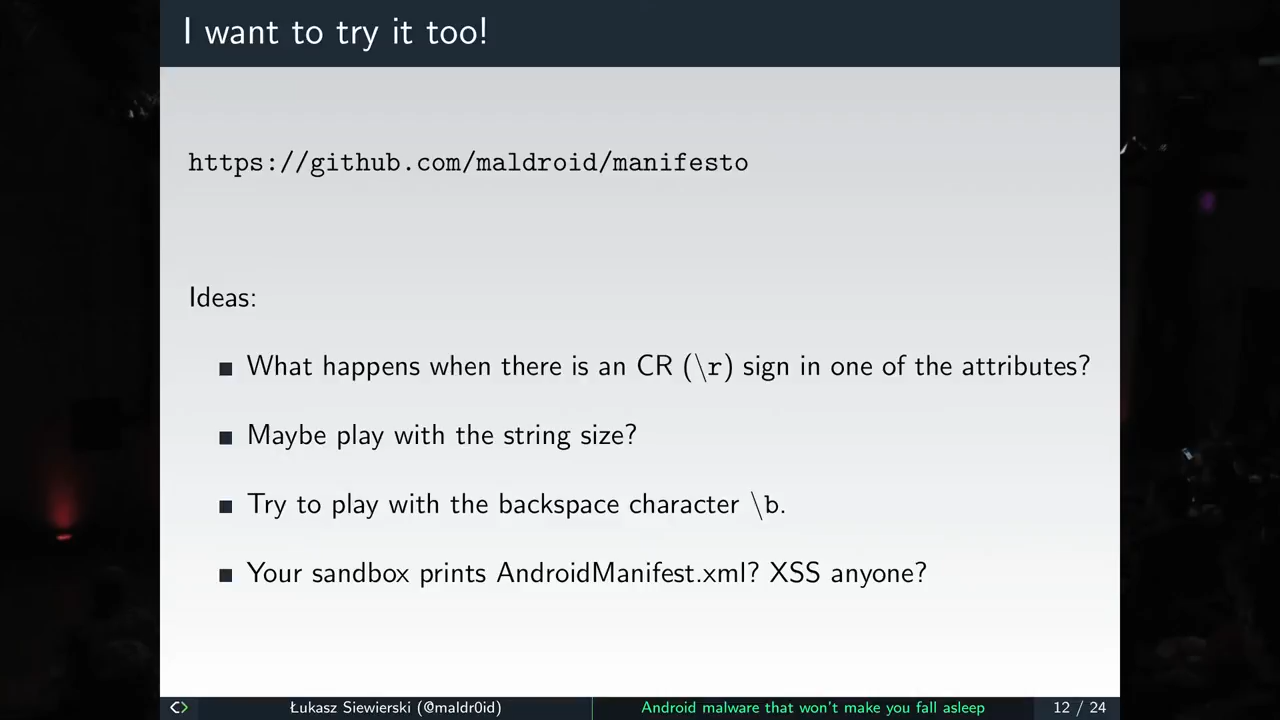 I want to try it too!
https://github.com/maldroid/manifesto
Ideas:
What happens when there is an CR (\r) sign in one of the attributes?
Maybe play with the string size?
Try to play with the backspace character \b.
Your sandbox prints AndroidManifest.xml? XSS anyone?
Łukasz Siewierski (@maldr0id)
Android malware that won't make you fall asleep
12 / 24